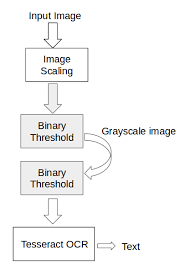 Input Image
Image
Scaling
Binary
Threshold
Grayscale image
Binary
Threshold
Tesseract OCR
Text